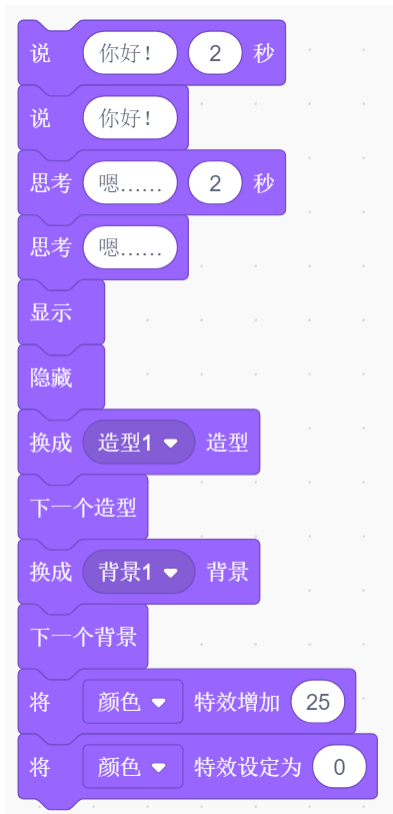 说 你好! 2 秒
说 你好!
思考 嗯…… 2 秒
思考 嗯……
显示
隐藏
换成 造型1 造型
下一个造型
换成 背景1 背景
下一个背景
将 颜色 特效增加 25
将 颜色 特效设定为 0